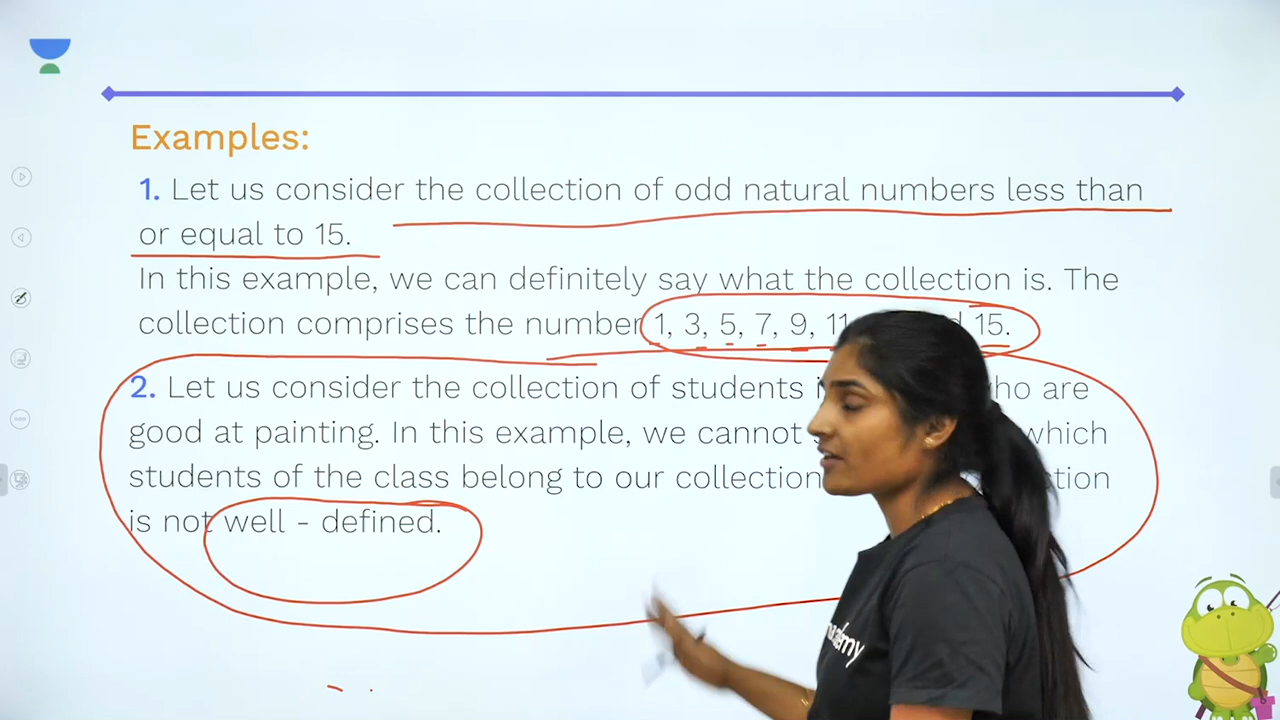 Examples:
1. Let us consider the collection of odd natural numbers less than
or equal to 15.
In this example, we can definitely say what the collection is. The
collection comprises the number 1, 3, 5, 7, 9, 11 15.
2. Let us consider the collection of students who are
good at painting. In this example, we cannot which
students of the class belong to our collection
is not well - defined.